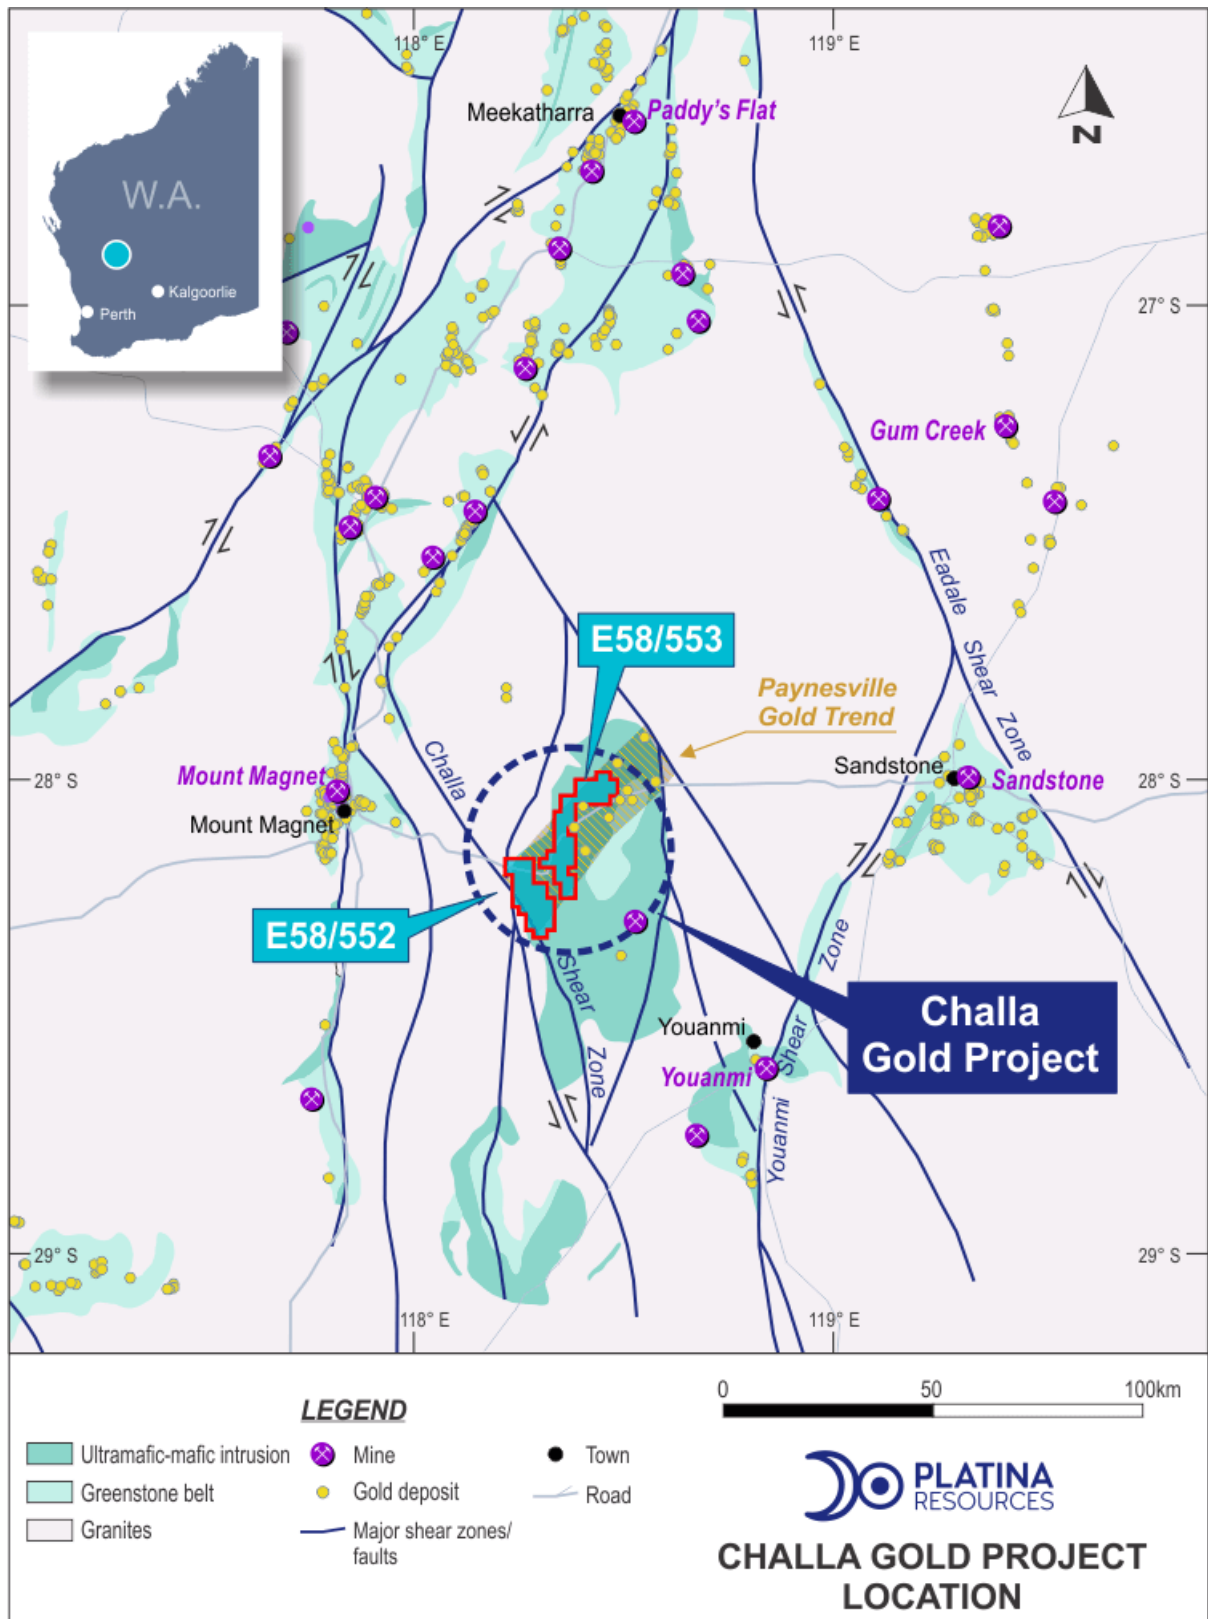 118° E
119° E
Meekatharra
Paddy's Flat
N
W.A.
Kalgoorlie
Perth
27° S
Gum Creek
Eadale
Shear
Zone
E58/553
Paynesville
Gold Trend
Challa
Sandstone
Sandstone
28° S
28° S
Mount Magnet
Mount Magnet
E58/552
Shear
Zone
Zone
Shear
Youanmi
Youanmi
Youanmi
Challa
Gold Project
29° S
29° S
118° E
119° E
LEGEND
Ultramafic-mafic intrusion
Greenstone belt
Granites
Mine
Gold deposit
Major shear zones/
faults
Town
Road
0 50 100km
PLATINA
RESOURCES
CHALLA GOLD PROJECT
LOCATION